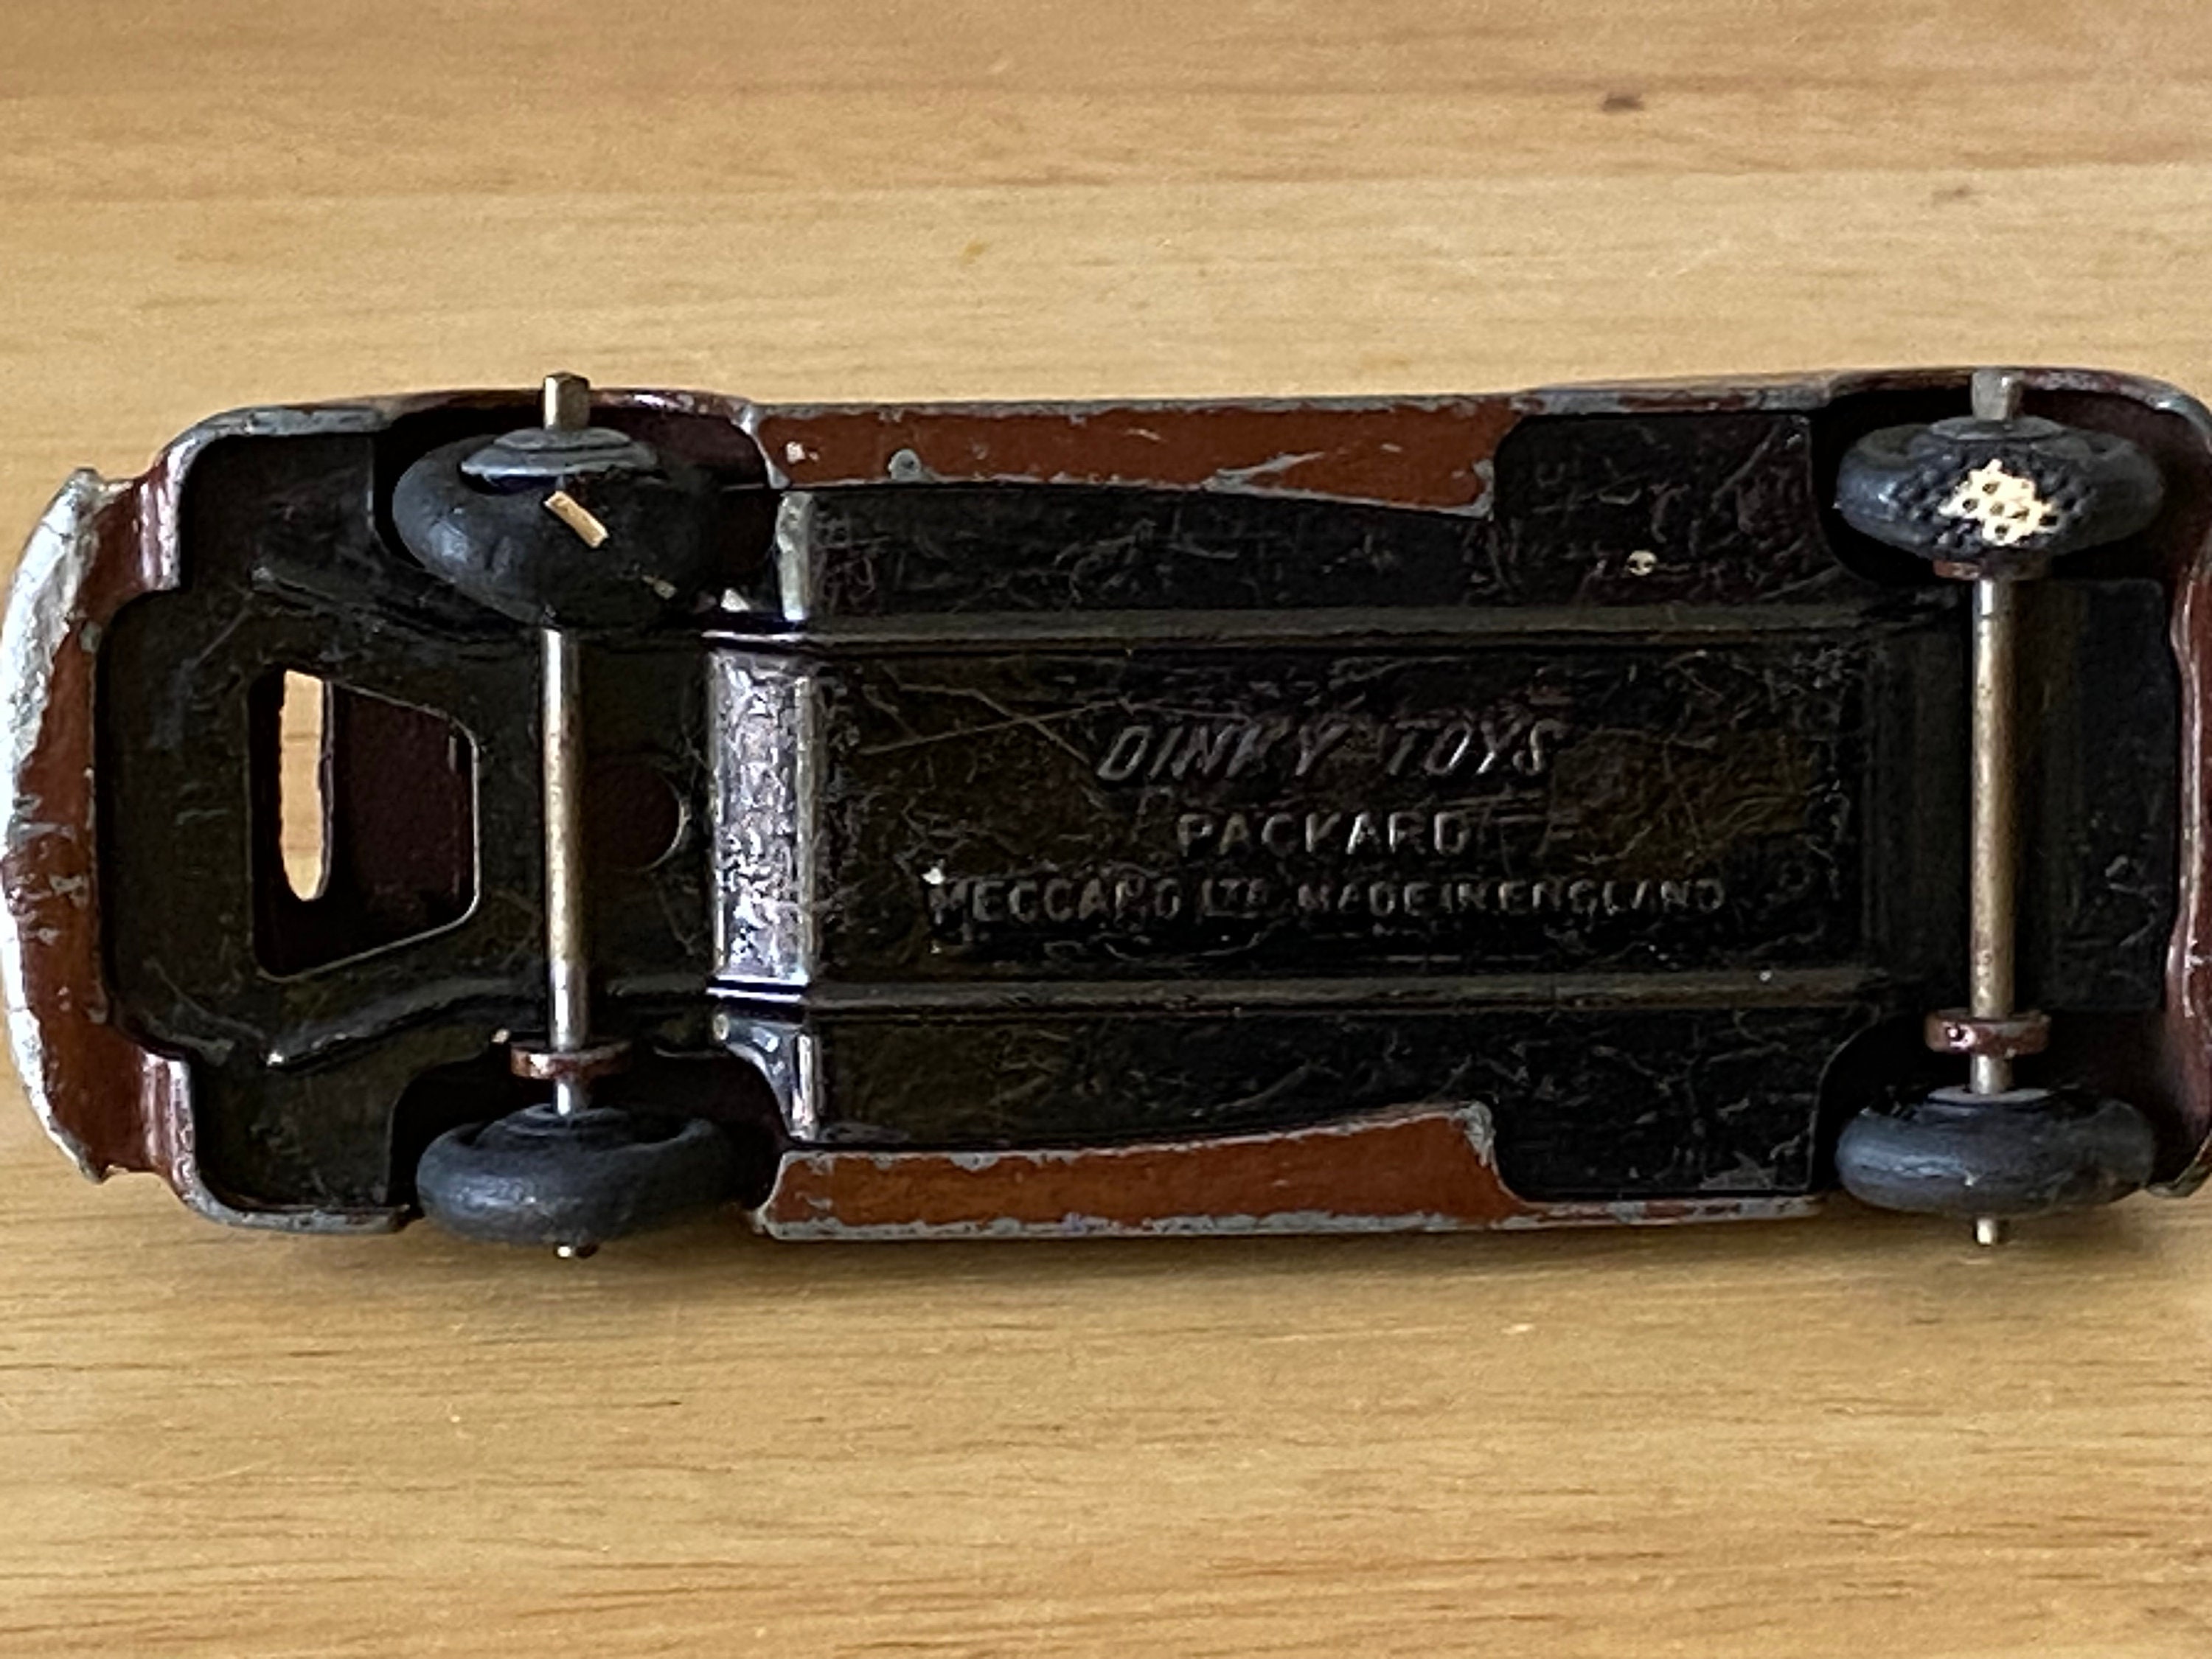 DINKY TOYS
PACKARD
MECCANO LTD MADE IN ENGLAND